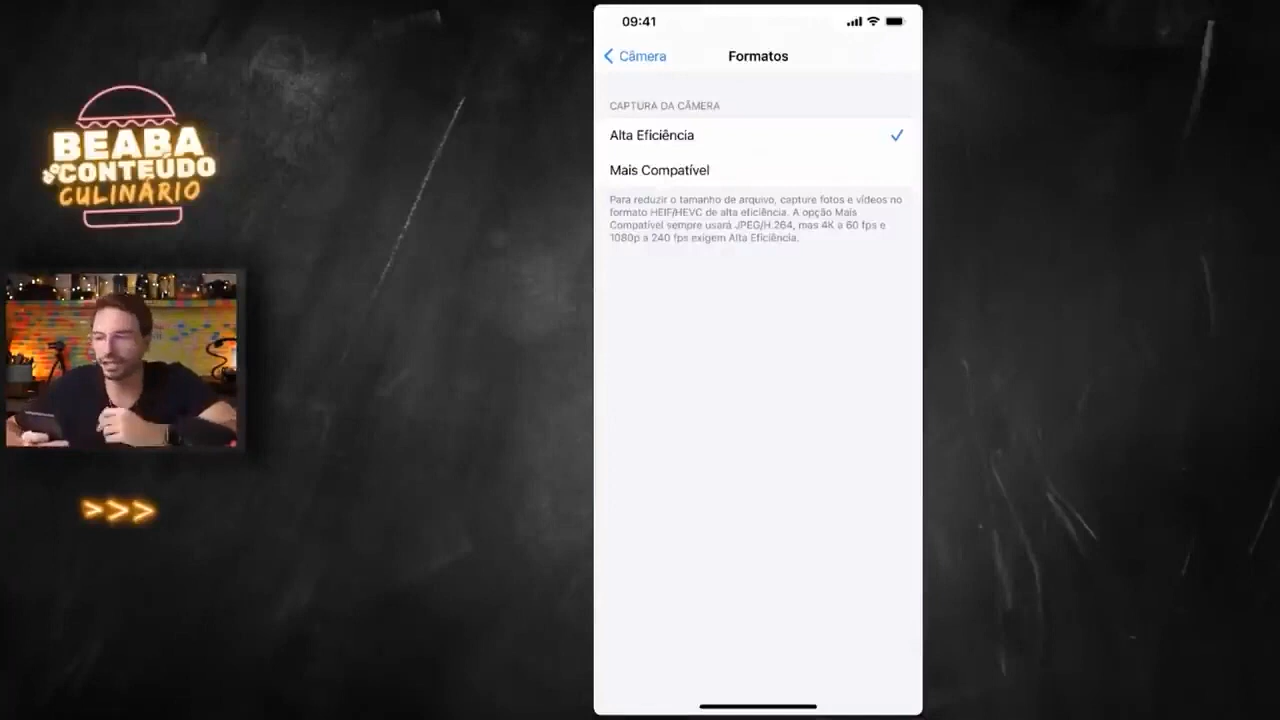 BEABA
DO CONTEÚDO
CULINÁRIO
>>>
09:41
Câmera
Formatos
CAPTURA DA CÂMERA
Alta Eficiência
Mais Compatível
Para reduzir o tamanho de arquivo, capture fotos e vídeos no
formato HEIF/HEVC de alta eficiência. A opção Mais
Compatível sempre usará JPEG/H.264, mas 4K a 60 fps e
1080p a 240 fps exigem Alta Eficiência.